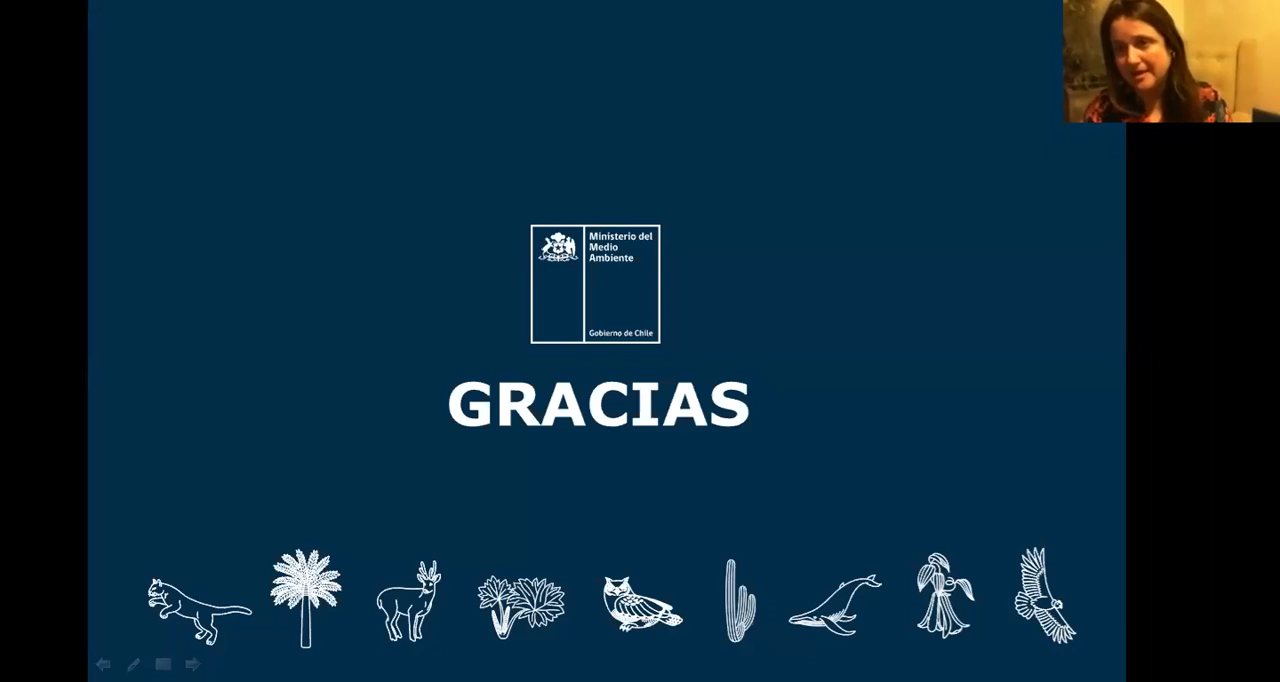 Ministerio del
Medio
Ambiente
Gobierno de Chile
GRACIAS